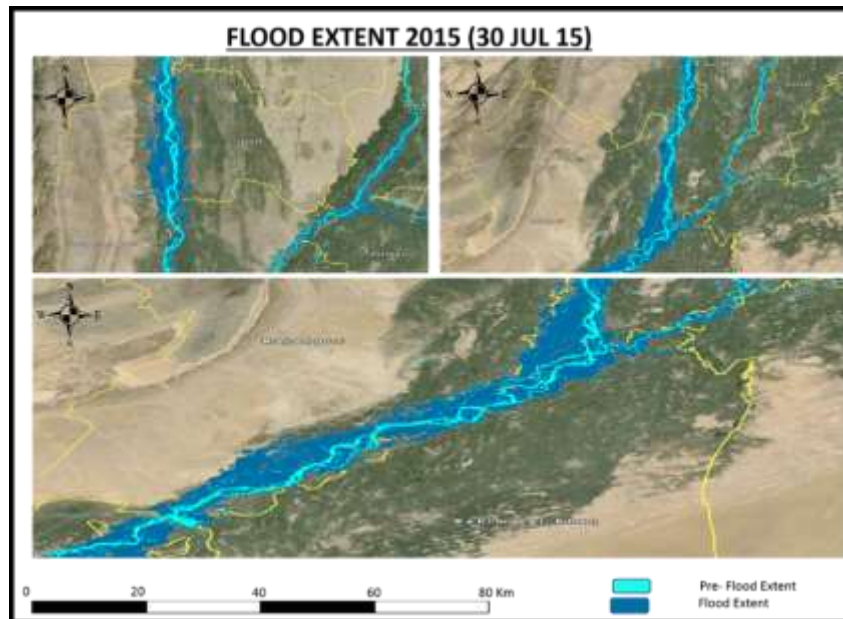 FLOOD EXTENT 2015 (30 JUL 15)
N
E
N
N
W E
0 20 40 60 80 Km
Pre- Flood Extent
Flood Extent